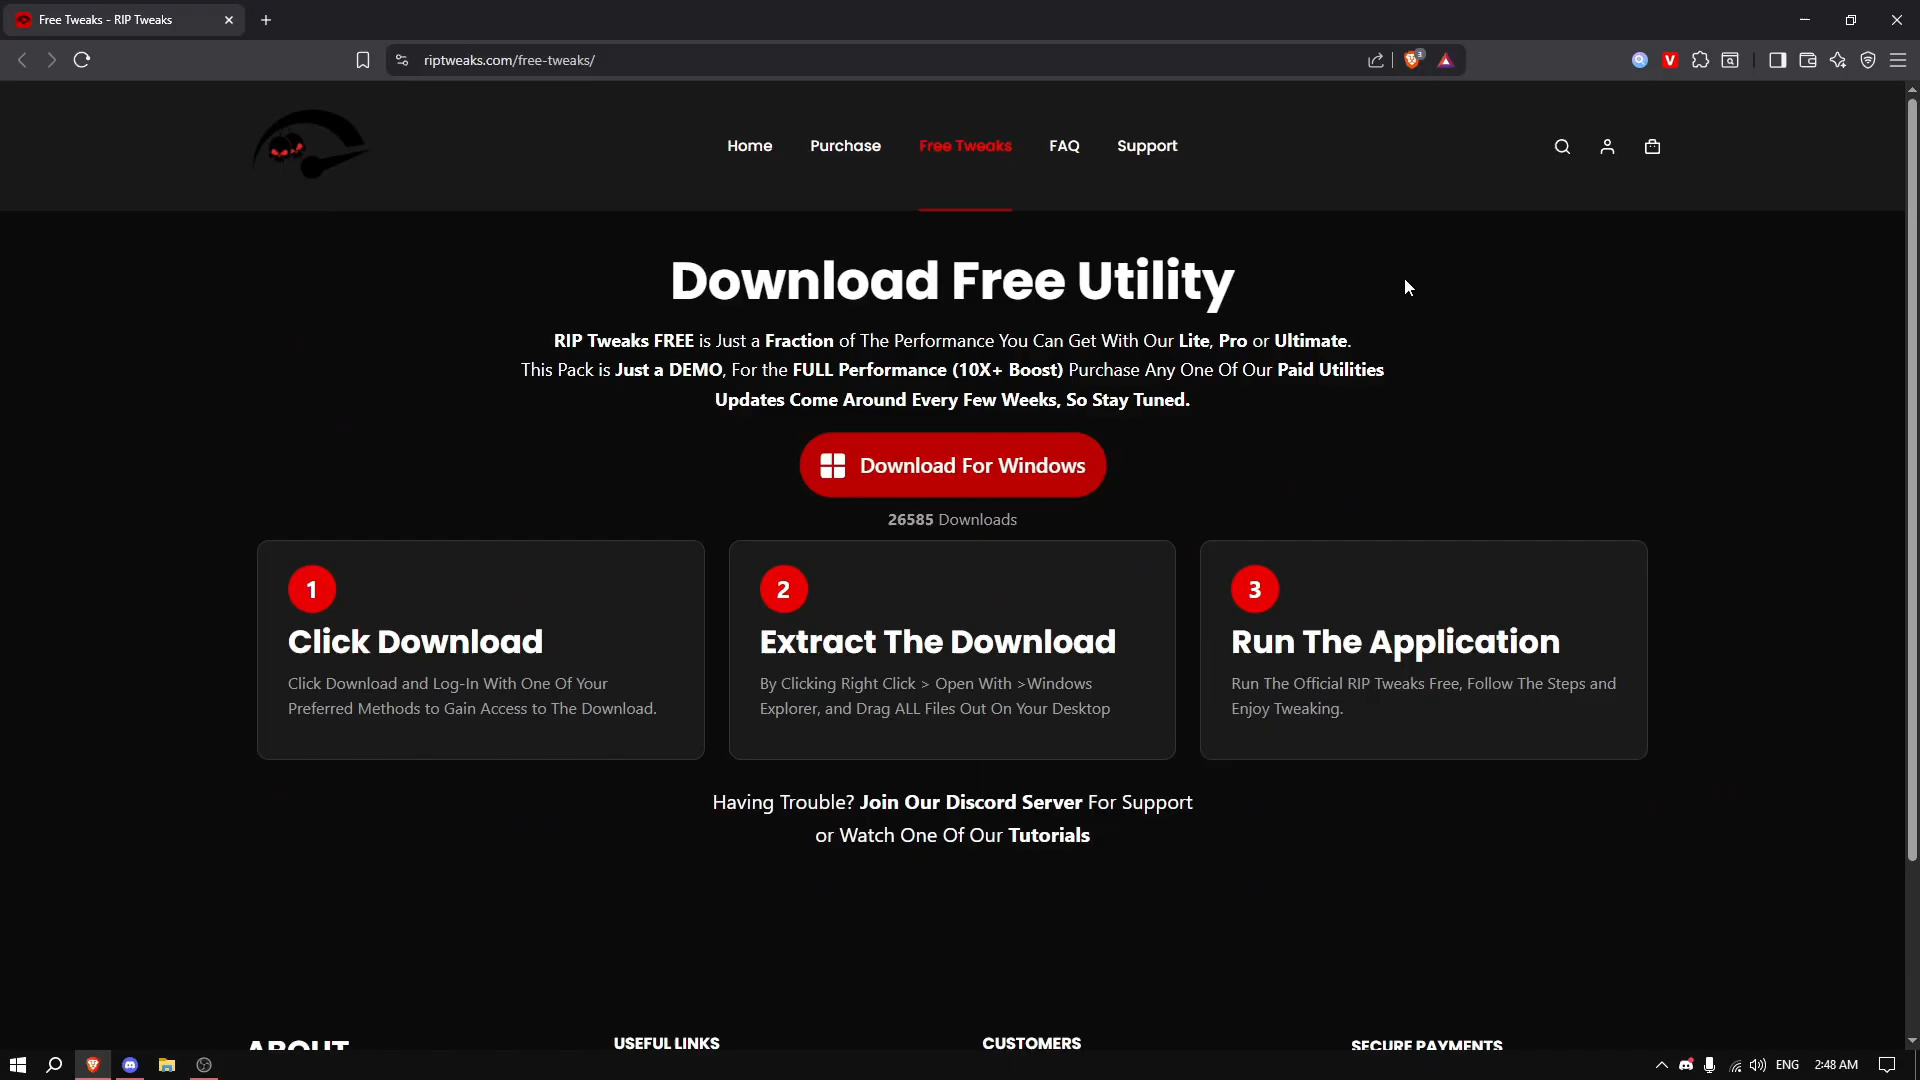 Free Tweaks - RIP Tweaks
riptweaks.com/free-tweaks/
3
V
Home Purchase Free Tweaks FAQ Support
Download Free Utility
RIP Tweaks FREE is Just a Fraction of The Performance You Can Get With Our Lite, Pro or Ultimate.
This Pack is Just a DEMO, For the FULL Performance (10X+ Boost) Purchase Any One Of Our Paid Utilities
Updates Come Around Every Few Weeks, So Stay Tuned.
Download For Windows
26585 Downloads
1
Click Download
Click Download and Log-In With One Of Your
Preferred Methods to Gain Access to The Download.
2
Extract The Download
By Clicking Right Click > Open With >Windows
Explorer, and Drag ALL Files Out On Your Desktop
3
Run The Application
Run The Official RIP Tweaks Free, Follow The Steps and
Enjoy Tweaking.
Having Trouble? Join Our Discord Server For Support
or Watch One Of Our Tutorials
ABOUT
USEFUL LINKS
CUSTOMERS
SECURE PAYMENTS
ENG 2:48 AM